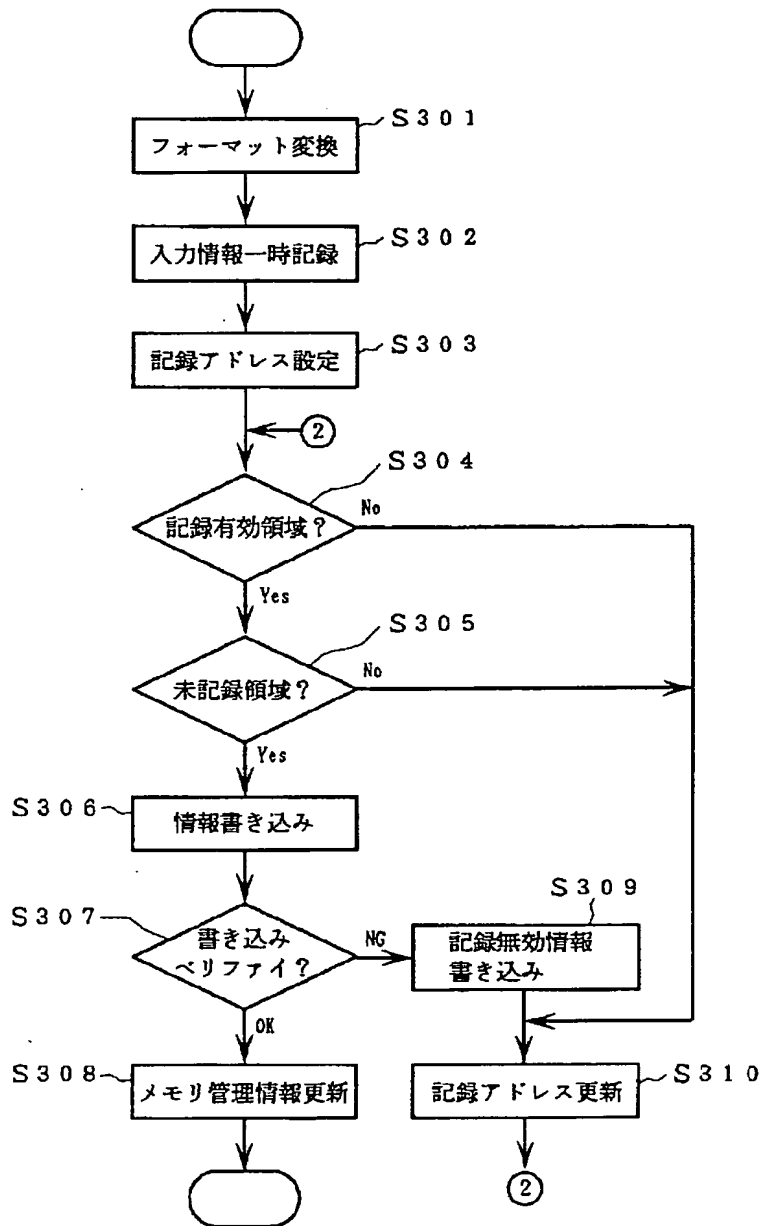 S301
フォーマット変換
S302
入力情報一時記録
S303
記録アドレス設定
2
S304
記録有効領域?
No
Yes
S305
未記録領域?
No
Yes
S306
情報書き込み
S307
書き込み
ベリファイ?
NG
OK
S309
記録無効情報
書き込み
S308
メモリ管理情報更新
S310
記録アドレス更新
2